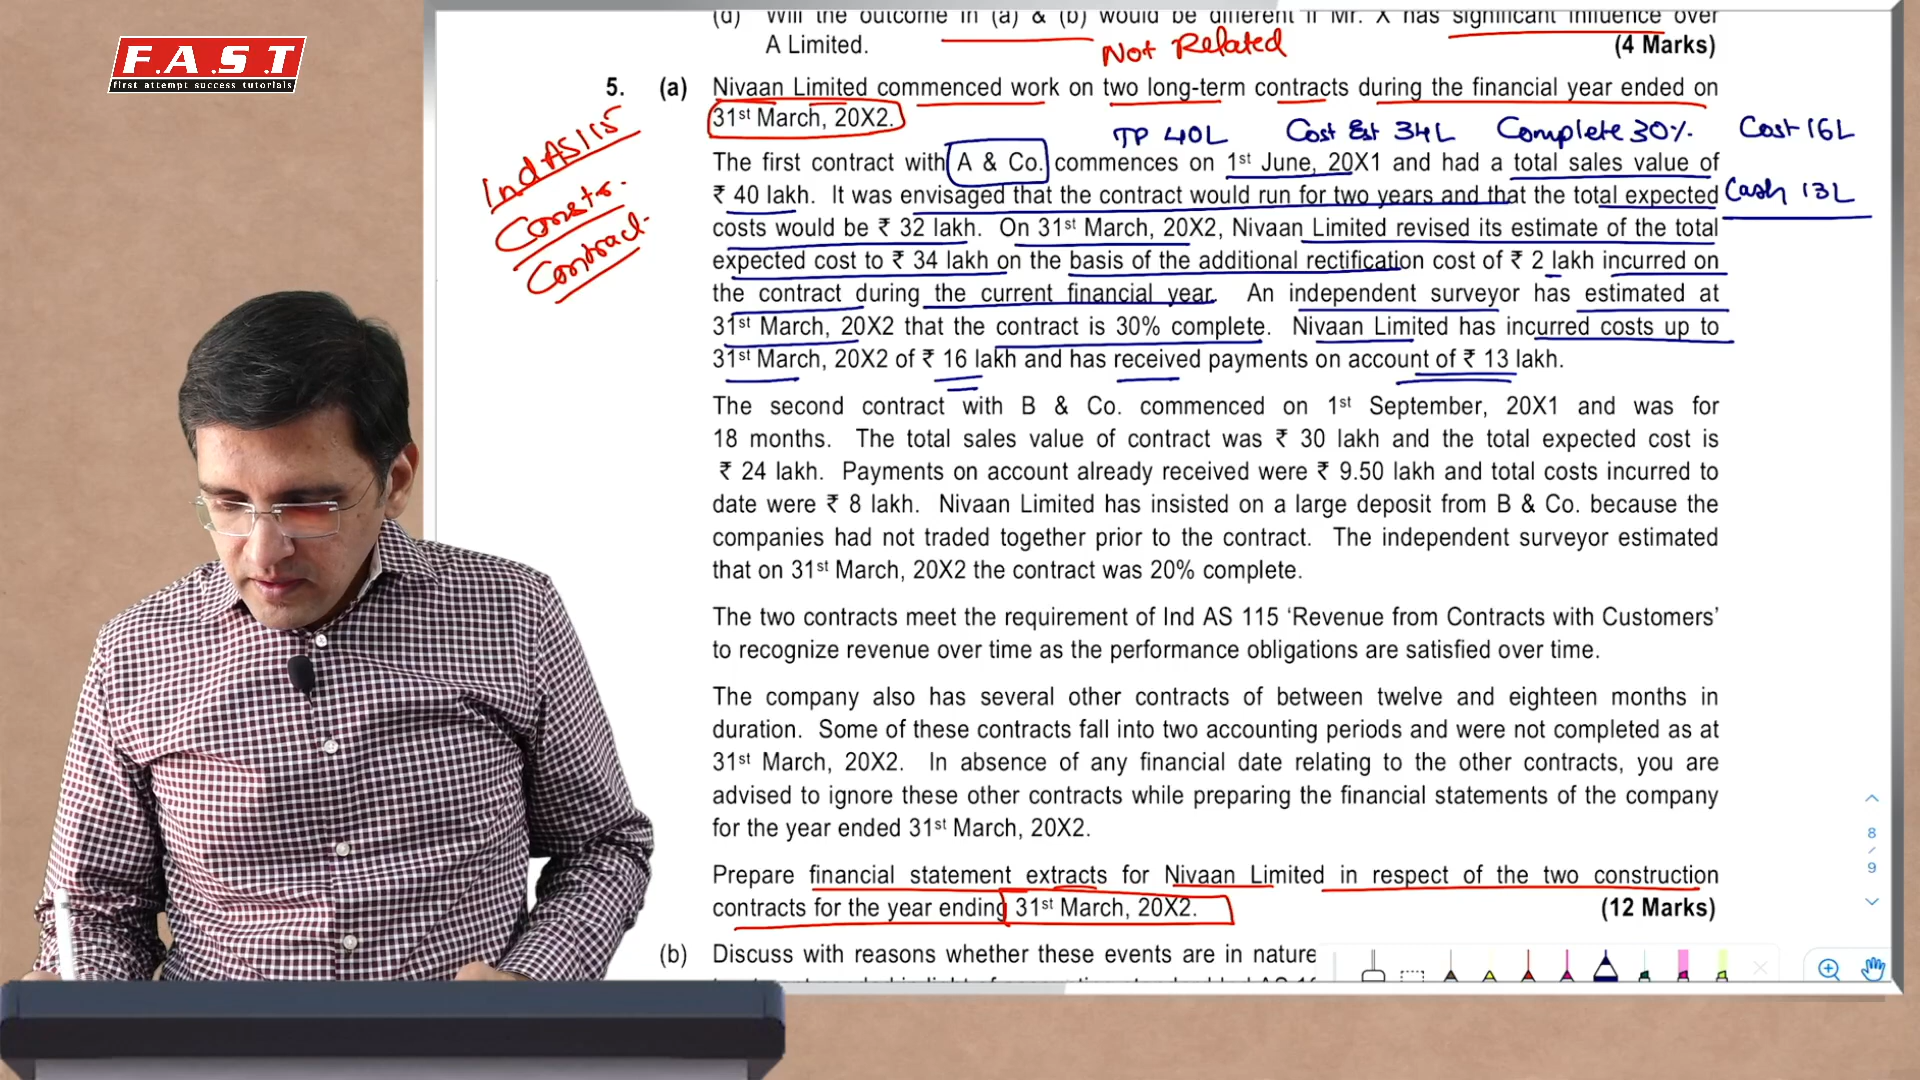 F.A.S.T
first attempt success tutorials
(d) Will the outcome in (a) & (b) would be different if Mr. X has significant influence over
A Limited. (4 Marks)
Not Related
5. (a) Nivaan Limited commenced work on two long-term contracts during the financial year ended on
31st March, 20X2.
Ind AS 115
Constr.
Contract
TP 40L Cost Est 34L Complete 30% Cost 16L
The first contract with A & Co. commences on 1st June, 20X1 and had a total sales value of
₹ 40 lakh. It was envisaged that the contract would run for two years and that the total expected
Cash 13L
costs would be ₹ 32 lakh. On 31st March, 20X2, Nivaan Limited revised its estimate of the total
expected cost to ₹ 34 lakh on the basis of the additional rectification cost of ₹ 2 lakh incurred on
the contract during the current financial year. An independent surveyor has estimated at
31st March, 20X2 that the contract is 30% complete. Nivaan Limited has incurred costs up to
31st March, 20X2 of ₹ 16 lakh and has received payments on account of ₹ 13 lakh.
The second contract with B & Co. commenced on 1st September, 20X1 and was for
18 months. The total sales value of contract was ₹ 30 lakh and the total expected cost is
₹ 24 lakh. Payments on account already received were ₹ 9.50 lakh and total costs incurred to
date were ₹ 8 lakh. Nivaan Limited has insisted on a large deposit from B & Co. because the
companies had not traded together prior to the contract. The independent surveyor estimated
that on 31st March, 20X2 the contract was 20% complete.
The two contracts meet the requirement of Ind AS 115 ‘Revenue from Contracts with Customers’
to recognize revenue over time as the performance obligations are satisfied over time.
The company also has several other contracts of between twelve and eighteen months in
duration. Some of these contracts fall into two accounting periods and were not completed as at
31st March, 20X2. In absence of any financial date relating to the other contracts, you are
advised to ignore these other contracts while preparing the financial statements of the company
for the year ended 31st March, 20X2.
Prepare financial statement extracts for Nivaan Limited in respect of the two construction
contracts for the year ending 31st March, 20X2. (12 Marks)
(b) Discuss with reasons whether these events are in nature
8
/
9